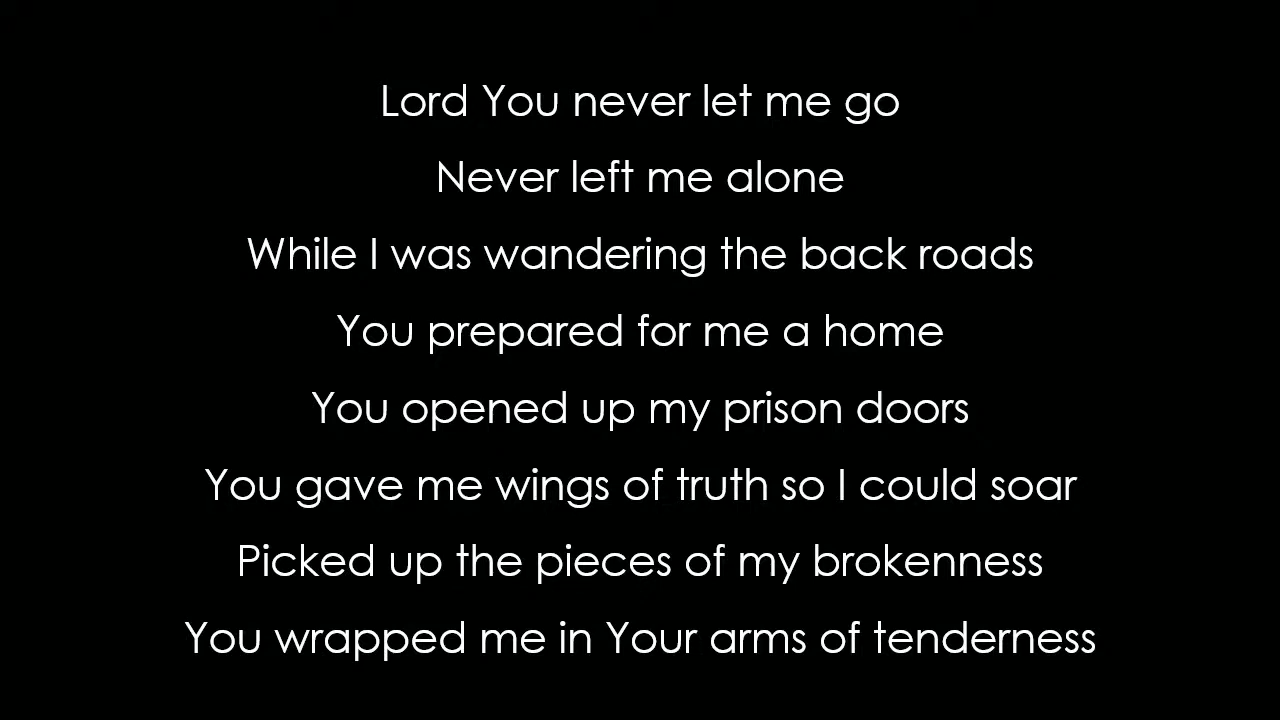 Lord You never let me go
Never left me alone
While I was wandering the back roads
You prepared for me a home
You opened up my prison doors
You gave me wings of truth so I could soar
Picked up the pieces of my brokenness
You wrapped me in Your arms of tenderness